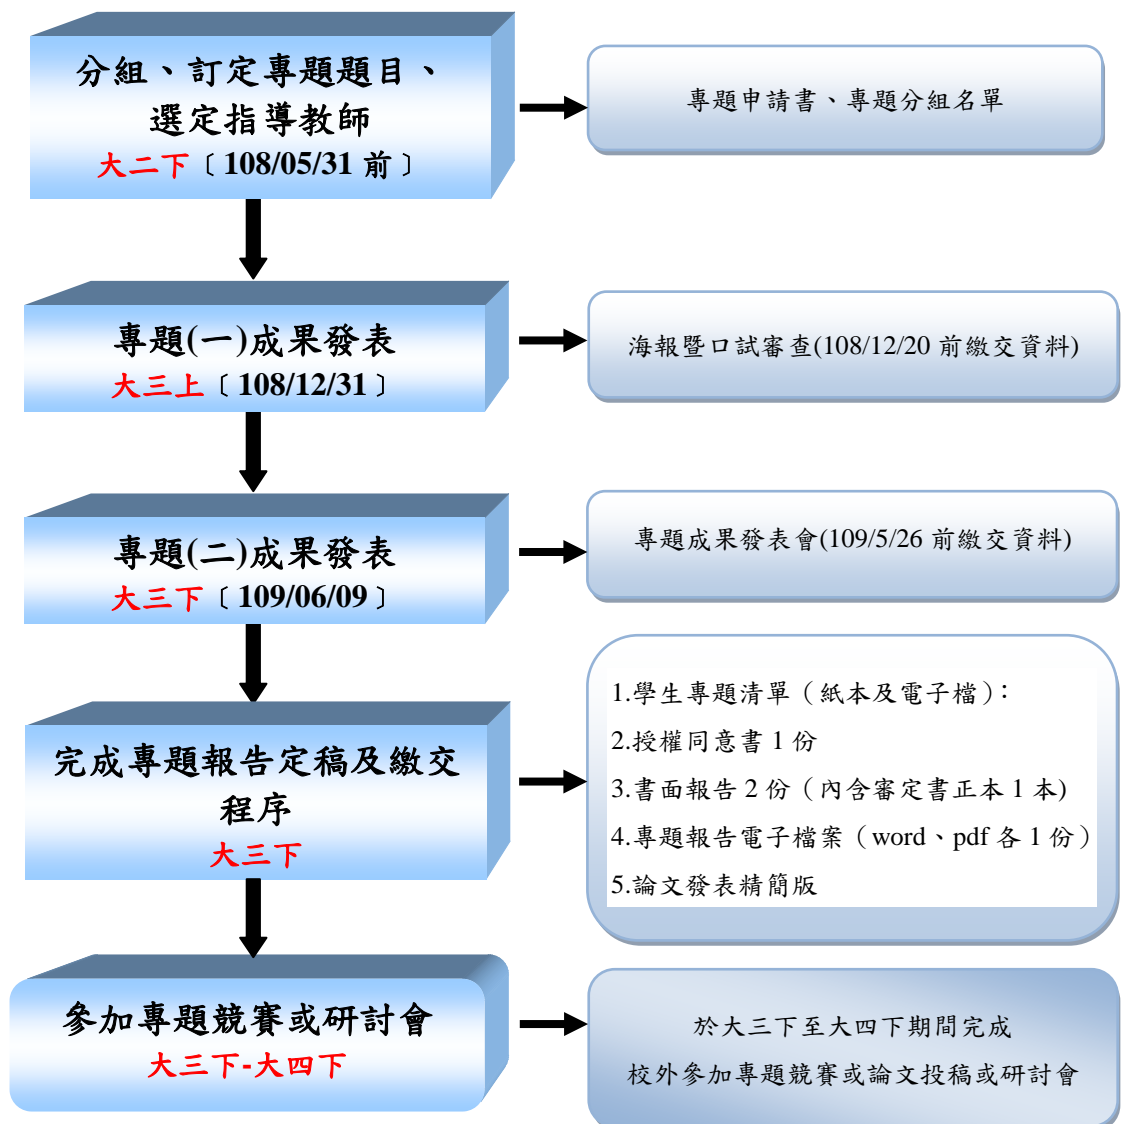 分組、訂定專題題目、
選定指導教師
大二下﹝108/05/31 前﹞
專題申請書、專題分組名單
專題(一)成果發表
大三上﹝108/12/31﹞
海報暨口試審查(108/12/20 前繳交資料)
專題(二)成果發表
大三下﹝109/06/09﹞
專題成果發表會(109/5/26 前繳交資料)
完成專題報告定稿及繳交
程序
大三下
1.學生專題清單（紙本及電子檔）：
2.授權同意書 1 份
3.書面報告 2 份（內含審定書正本 1 本)
4.專題報告電子檔案（word、pdf 各 1 份）
5.論文發表精簡版
參加專題競賽或研討會
大三下-大四下
於大三下至大四下期間完成
校外參加專題競賽或論文投稿或研討會